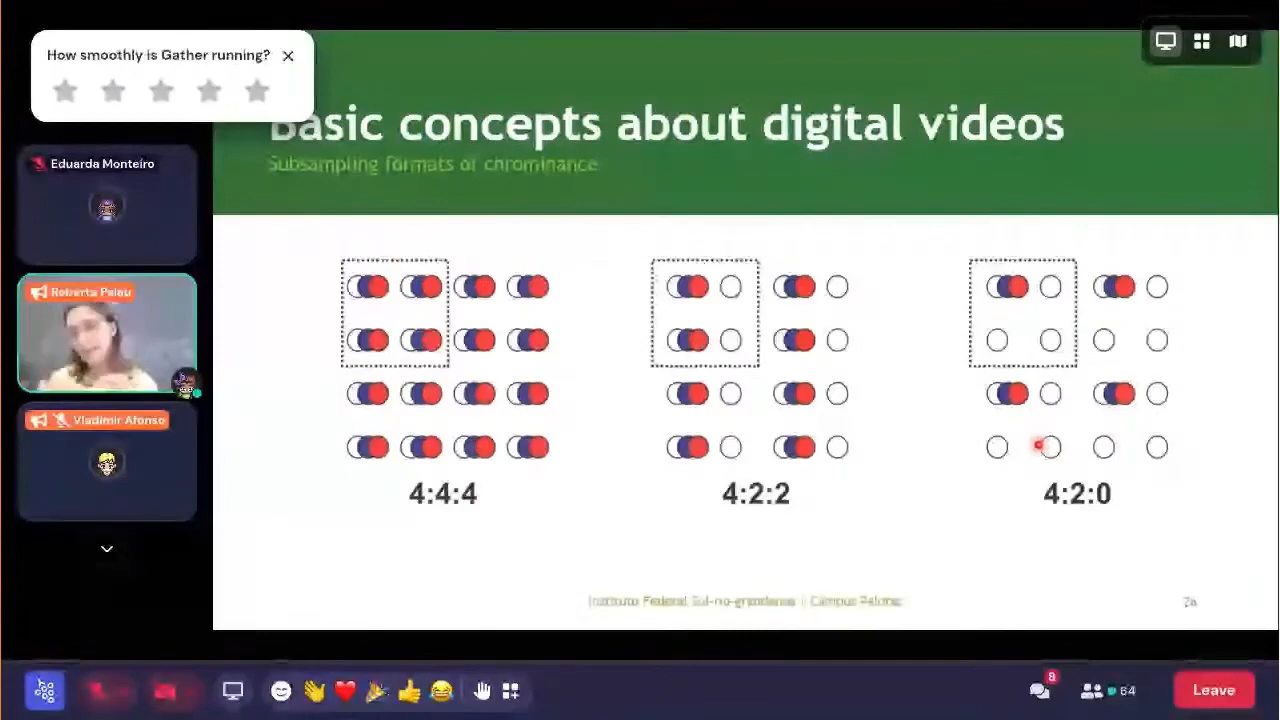 How smoothly is Gather running?
Basic concepts about digital videos
Subsampling formats of chrominance
Eduarda Monteiro
Roberta Palau
Vladimir Afonso
4:4:4
4:2:2
4:2:0
Instituto Federal Sul-rio-grandense | Campus Pelotas
26
8
64
Leave